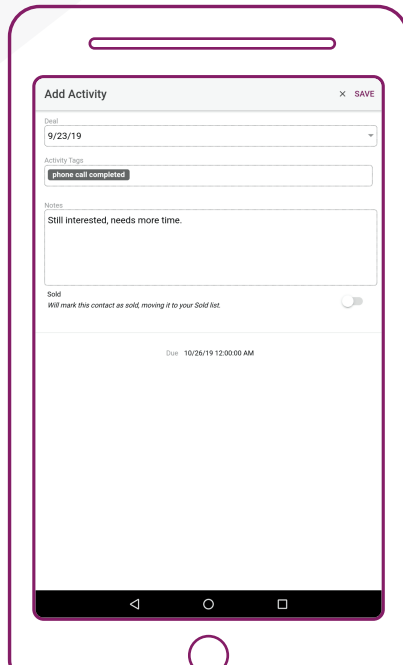 Add Activity
× SAVE
Deal
9/23/19
Activity Tags
phone call completed
Notes
Still interested, needs more time.
Sold
Will mark this contact as sold, moving it to your Sold list.
Due 10/26/19 12:00:00 AM